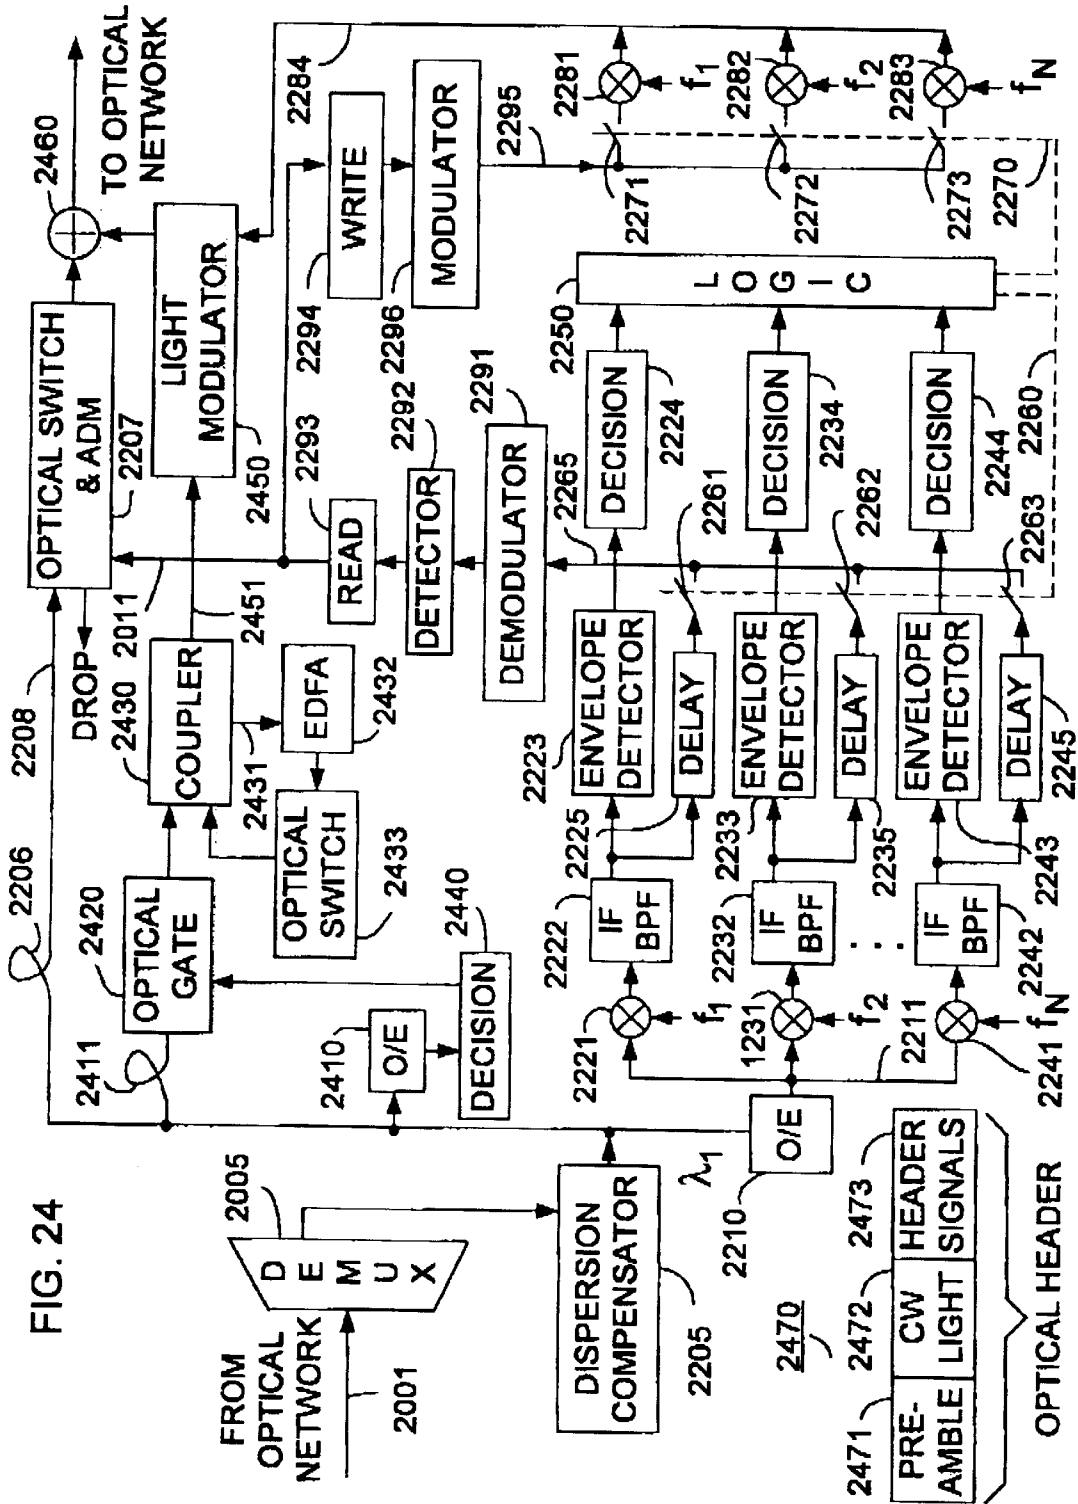 FIG. 24
FROM
OPTICAL
NETWORK
2001
DEMUX
2005
DISPERSION
COMPENSATOR
2205
λ1
2206
2208
2411
OPTICAL
GATE
2420
O/E
2410
DECISION
2440
COUPLER
2430
2431
EDFA
2432
OPTICAL
SWITCH
2433
2451
LIGHT
MODULATOR
2450
OPTICAL SWITCH
& ADM
2207
DROP
2011
2460
TO OPTICAL
NETWORK
2284
WRITE
2294
MODULATOR
2296
2295
READ
2293
DETECTOR
2292
DEMODULATOR
2291
2265
O/E
2210
2211
2221
f1
IF
BPF
2222
ENVELOPE
DETECTOR
2223
DELAY
2225
DECISION
2224
2261
1231
f2
IF
BPF
2232
ENVELOPE
DETECTOR
2233
DELAY
2235
DECISION
2234
2262
. . .
2241
fN
IF
BPF
2242
ENVELOPE
DETECTOR
2243
DELAY
2245
DECISION
2244
2263
2260
LOGIC
2250
2270
2271
2272
2273
2281
f1
2282
f2
2283
fN
2470
2471
2472
2473
PRE-
AMBLE
CW
LIGHT
HEADER
SIGNALS
OPTICAL HEADER